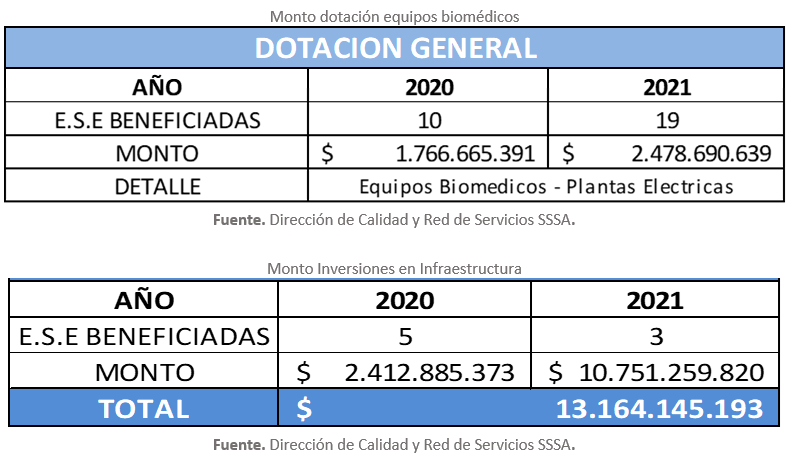 Monto dotación equipos biomédicos
DOTACION GENERAL
AÑO 2020 2021
E.S.E BENEFICIADAS 10 19
MONTO $ 1.766.665.391 $ 2.478.690.639
DETALLE Equipos Biomedicos - Plantas Electricas
Fuente. Dirección de Calidad y Red de Servicios SSSA.
Monto Inversiones en Infraestructura
AÑO 2020 2021
E.S.E BENEFICIADAS 5 3
MONTO $ 2.412.885.373 $ 10.751.259.820
TOTAL $ 13.164.145.193
Fuente. Dirección de Calidad y Red de Servicios SSSA.